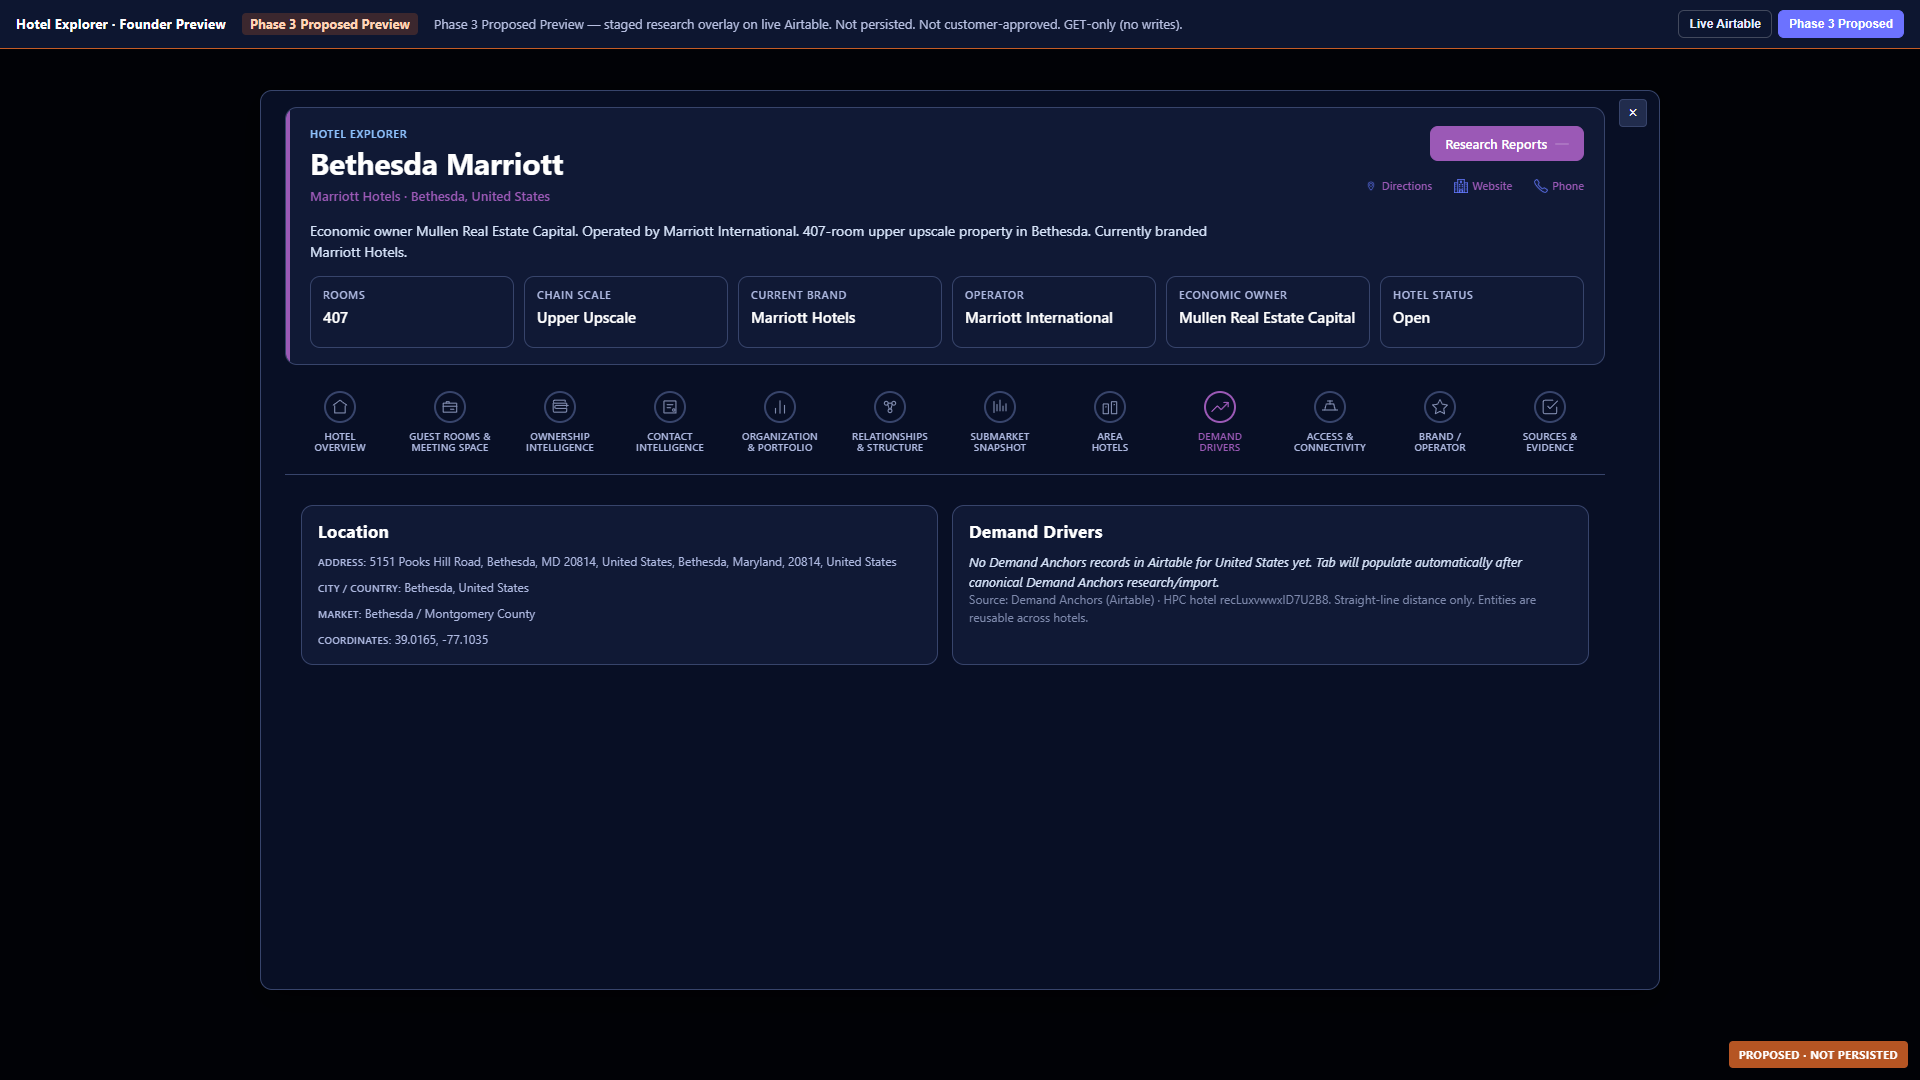 Hotel Explorer · Founder Preview
Phase 3 Proposed Preview
Phase 3 Proposed Preview — staged research overlay on live Airtable. Not persisted. Not customer-approved. GET-only (no writes).
Live Airtable
Phase 3 Proposed
×
HOTEL EXPLORER
Bethesda Marriott
Marriott Hotels · Bethesda, United States
Research Reports —
Directions
Website
Phone
Economic owner Mullen Real Estate Capital. Operated by Marriott International. 407-room upper upscale property in Bethesda. Currently branded
Marriott Hotels.
ROOMS
407
CHAIN SCALE
Upper Upscale
CURRENT BRAND
Marriott Hotels
OPERATOR
Marriott International
ECONOMIC OWNER
Mullen Real Estate Capital
HOTEL STATUS
Open
HOTEL
OVERVIEW
GUEST ROOMS &
MEETING SPACE
OWNERSHIP
INTELLIGENCE
CONTACT
INTELLIGENCE
ORGANIZATION
& PORTFOLIO
RELATIONSHIPS
& STRUCTURE
SUBMARKET
SNAPSHOT
AREA
HOTELS
DEMAND
DRIVERS
ACCESS &
CONNECTIVITY
BRAND /
OPERATOR
SOURCES &
EVIDENCE
Location
ADDRESS: 5151 Pooks Hill Road, Bethesda, MD 20814, United States, Bethesda, Maryland, 20814, United States
CITY / COUNTRY: Bethesda, United States
MARKET: Bethesda / Montgomery County
COORDINATES: 39.0165, -77.1035
Demand Drivers
No Demand Anchors records in Airtable for United States yet. Tab will populate automatically after
canonical Demand Anchors research/import.
Source: Demand Anchors (Airtable) · HPC hotel recLuxvwwxID7U2B8. Straight-line distance only. Entities are
reusable across hotels.
PROPOSED · NOT PERSISTED